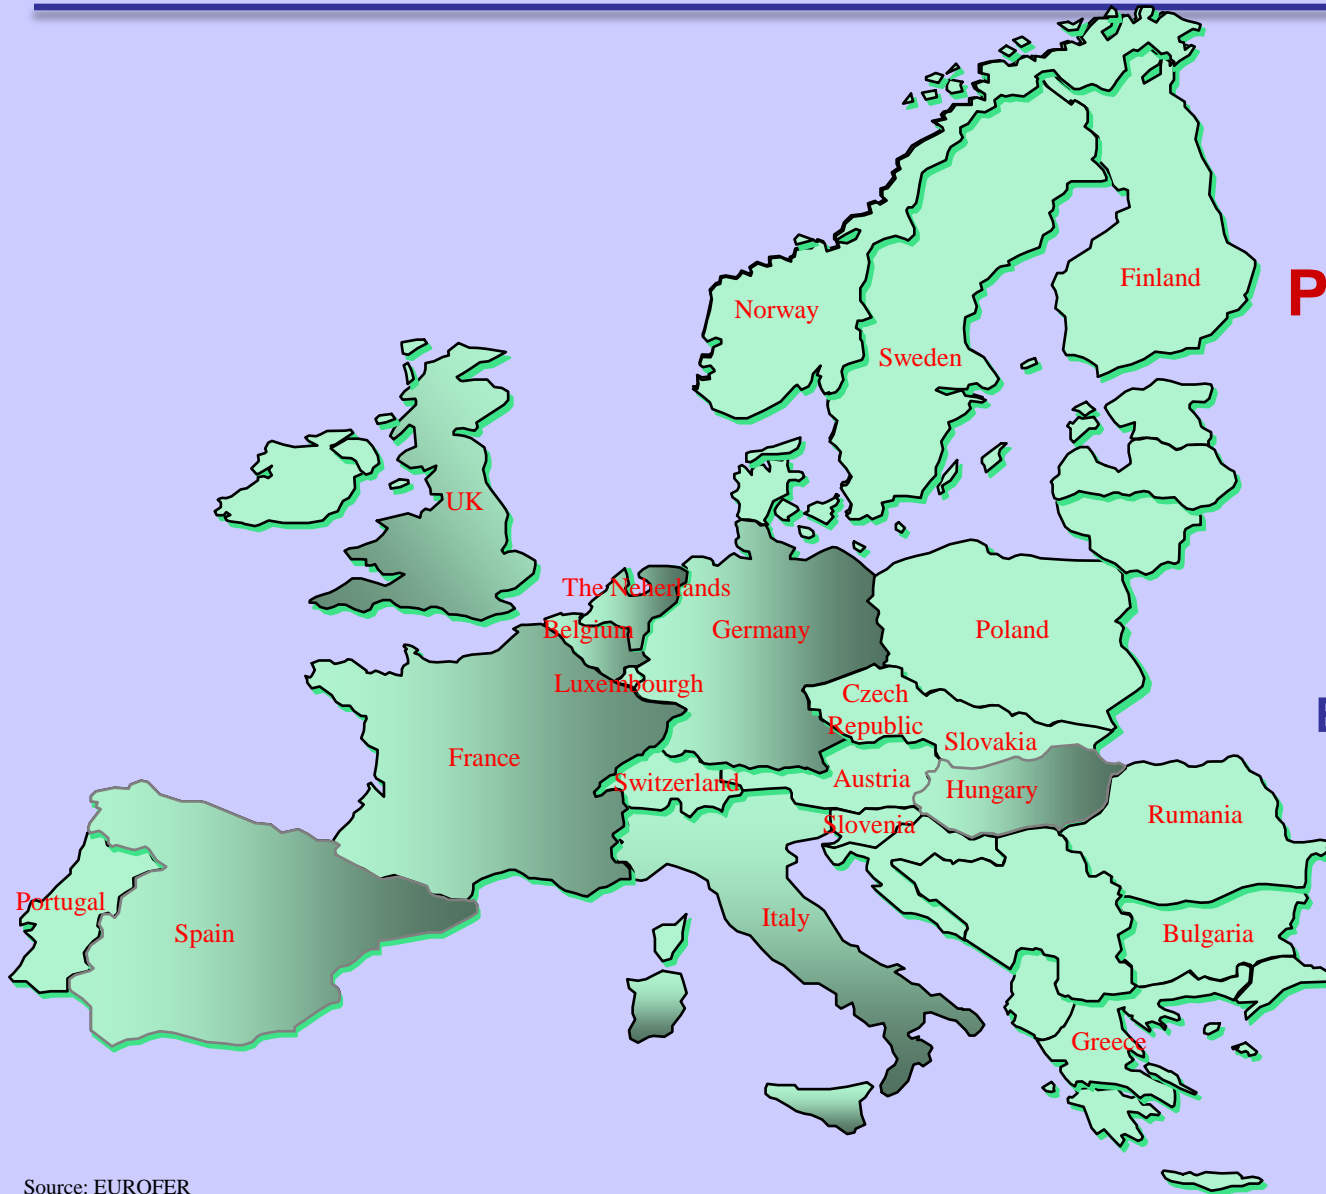 Finland
P
Norway
Sweden
UK
The Neherlands
Belgium
Germany
Poland
Luxembourgh
Czech
Republic
Slovakia
France
Switzerland
Austria
Hungary
Rumania
Slovenia
Portugal
Spain
Italy
Bulgaria
Greece
Source: EUROFER